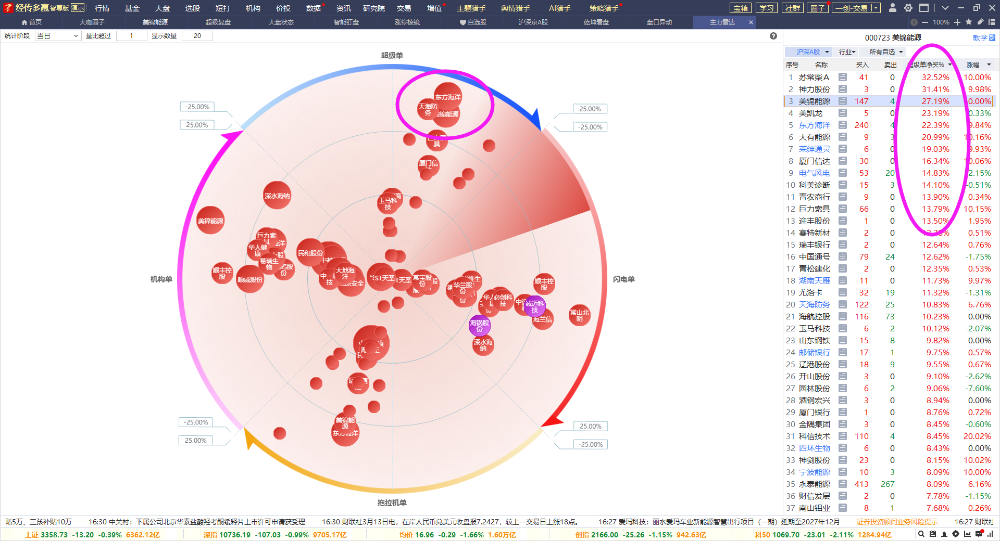 经传多赢 智尊版 演示 行情 基金 大盘 选股 短打 机构 价投 数据 资讯 研究院 交易 增值 主题猎手 舆情猎手 AI猎手 策略猎手 宝箱 学习 社群 圈子 一创-交易
首页 大咖圈子 美锦能源 超级复盘 大盘状态 智能盯盘 涨停棱镜 自选股 沪深京A股 乾坤看盘 盘口异动 主力雷达 × 100%
统计阶段 当日 量比超过 1 显示数量 20
000723 美锦能源 教学
沪深A股 行业 所有自选
序号 名称 买入 卖出 超级单净买% 涨幅
1 苏常柴A 41 0 32.52% 10.00%
2 神力股份 3 0 31.41% 9.98%
3 美锦能源 147 4 27.19% 0.00%
4 美凯龙 5 0 23.19% 0.33%
5 东方海洋 240 4 22.39% 9.84%
6 大有能源 9 3 20.99% 10.16%
7 莱绅通灵 6 0 19.03% 9.93%
8 厦门信达 30 0 16.34% 10.06%
9 电气风电 53 20 14.83% 2.15%
10 科美诊断 15 3 14.10% -0.51%
11 青农商行 9 0 13.90% 0.34%
12 巨力索具 66 0 13.79% 10.15%
13 迎丰股份 1 0 13.50% 1.95%
14 赛特新材 2 0 0.51%
15 瑞丰银行 2 0 12.64% 0.76%
16 中国通号 79 24 12.62% -1.75%
17 青松建化 2 0 12.35% 0.53%
18 湖南天雁 11 0 11.73% 9.97%
19 尤洛卡 32 19 11.32% -1.31%
20 天海防务 122 25 10.83% 6.76%
21 海航控股 116 73 10.23% 0.00%
22 玉马科技 6 2 10.12% -2.07%
23 山东钢铁 15 8 9.82% 0.00%
24 邮储银行 17 1 9.75% 0.57%
25 辽港股份 18 9 9.55% 0.67%
26 开山股份 3 0 9.10% -2.62%
27 园林股份 6 2 9.06% -7.60%
28 酒钢宏兴 3 0 8.94% 0.00%
29 厦门银行 1 0 8.76% 0.72%
30 金隅集团 3 0 8.45% -0.60%
31 科信技术 110 4 8.45% 20.02%
32 四环生物 6 0 8.43% 0.00%
33 神剑股份 23 0 8.15% 10.02%
34 宁波能源 10 3 8.09% 10.00%
35 永泰能源 413 267 8.09% 6.16%
36 财信发展 2 0 7.78% -1.15%
37 南山铝业 8 1 7.68% 0.26%
超级单
-25.00%
25.00%
25.00%
-25.00%
东方海洋
天海防务
美锦能源
厦门信
深水海纳
玉马科技
美锦能源
巨力索
华人健康
易瑞生物
民和股份
顺丰控股
顺威股份
大地海洋
*ST天圣
常宝股份
华兰股份
顺丰控股
必创科技
诚迈科技
海兰信
常山北明
海锅股份
深水海纳
机构单
闪电单
美锦能源
东方海洋
-25.00%
25.00%
25.00%
-25.00%
拖拉机单
贴5万、三孩补贴10万 16:30 中关村：下属公司北京华素盐酸羟考酮缓释片上市许可申请获受理 16:30 财联社3月13日电，在岸人民币兑美元收盘报7.2427，较上一交易日上涨18点。 16:27 爱玛科技：丽水爱玛车业新能源智慧出行项目（一期）延期至2027年12月 证券投资顾问业务风险提示 16:27 财联社
上证 3358.73 -13.20 -0.39% 6362.12亿 深指 10736.19 -107.03 -0.99% 9705.17亿 均价 16.96 -0.29 -1.66% 1.60万亿 创指 2166.00 -25.26 -1.15% 942.63亿 科50 1069.70 -23.01 -2.11% 1284.94亿